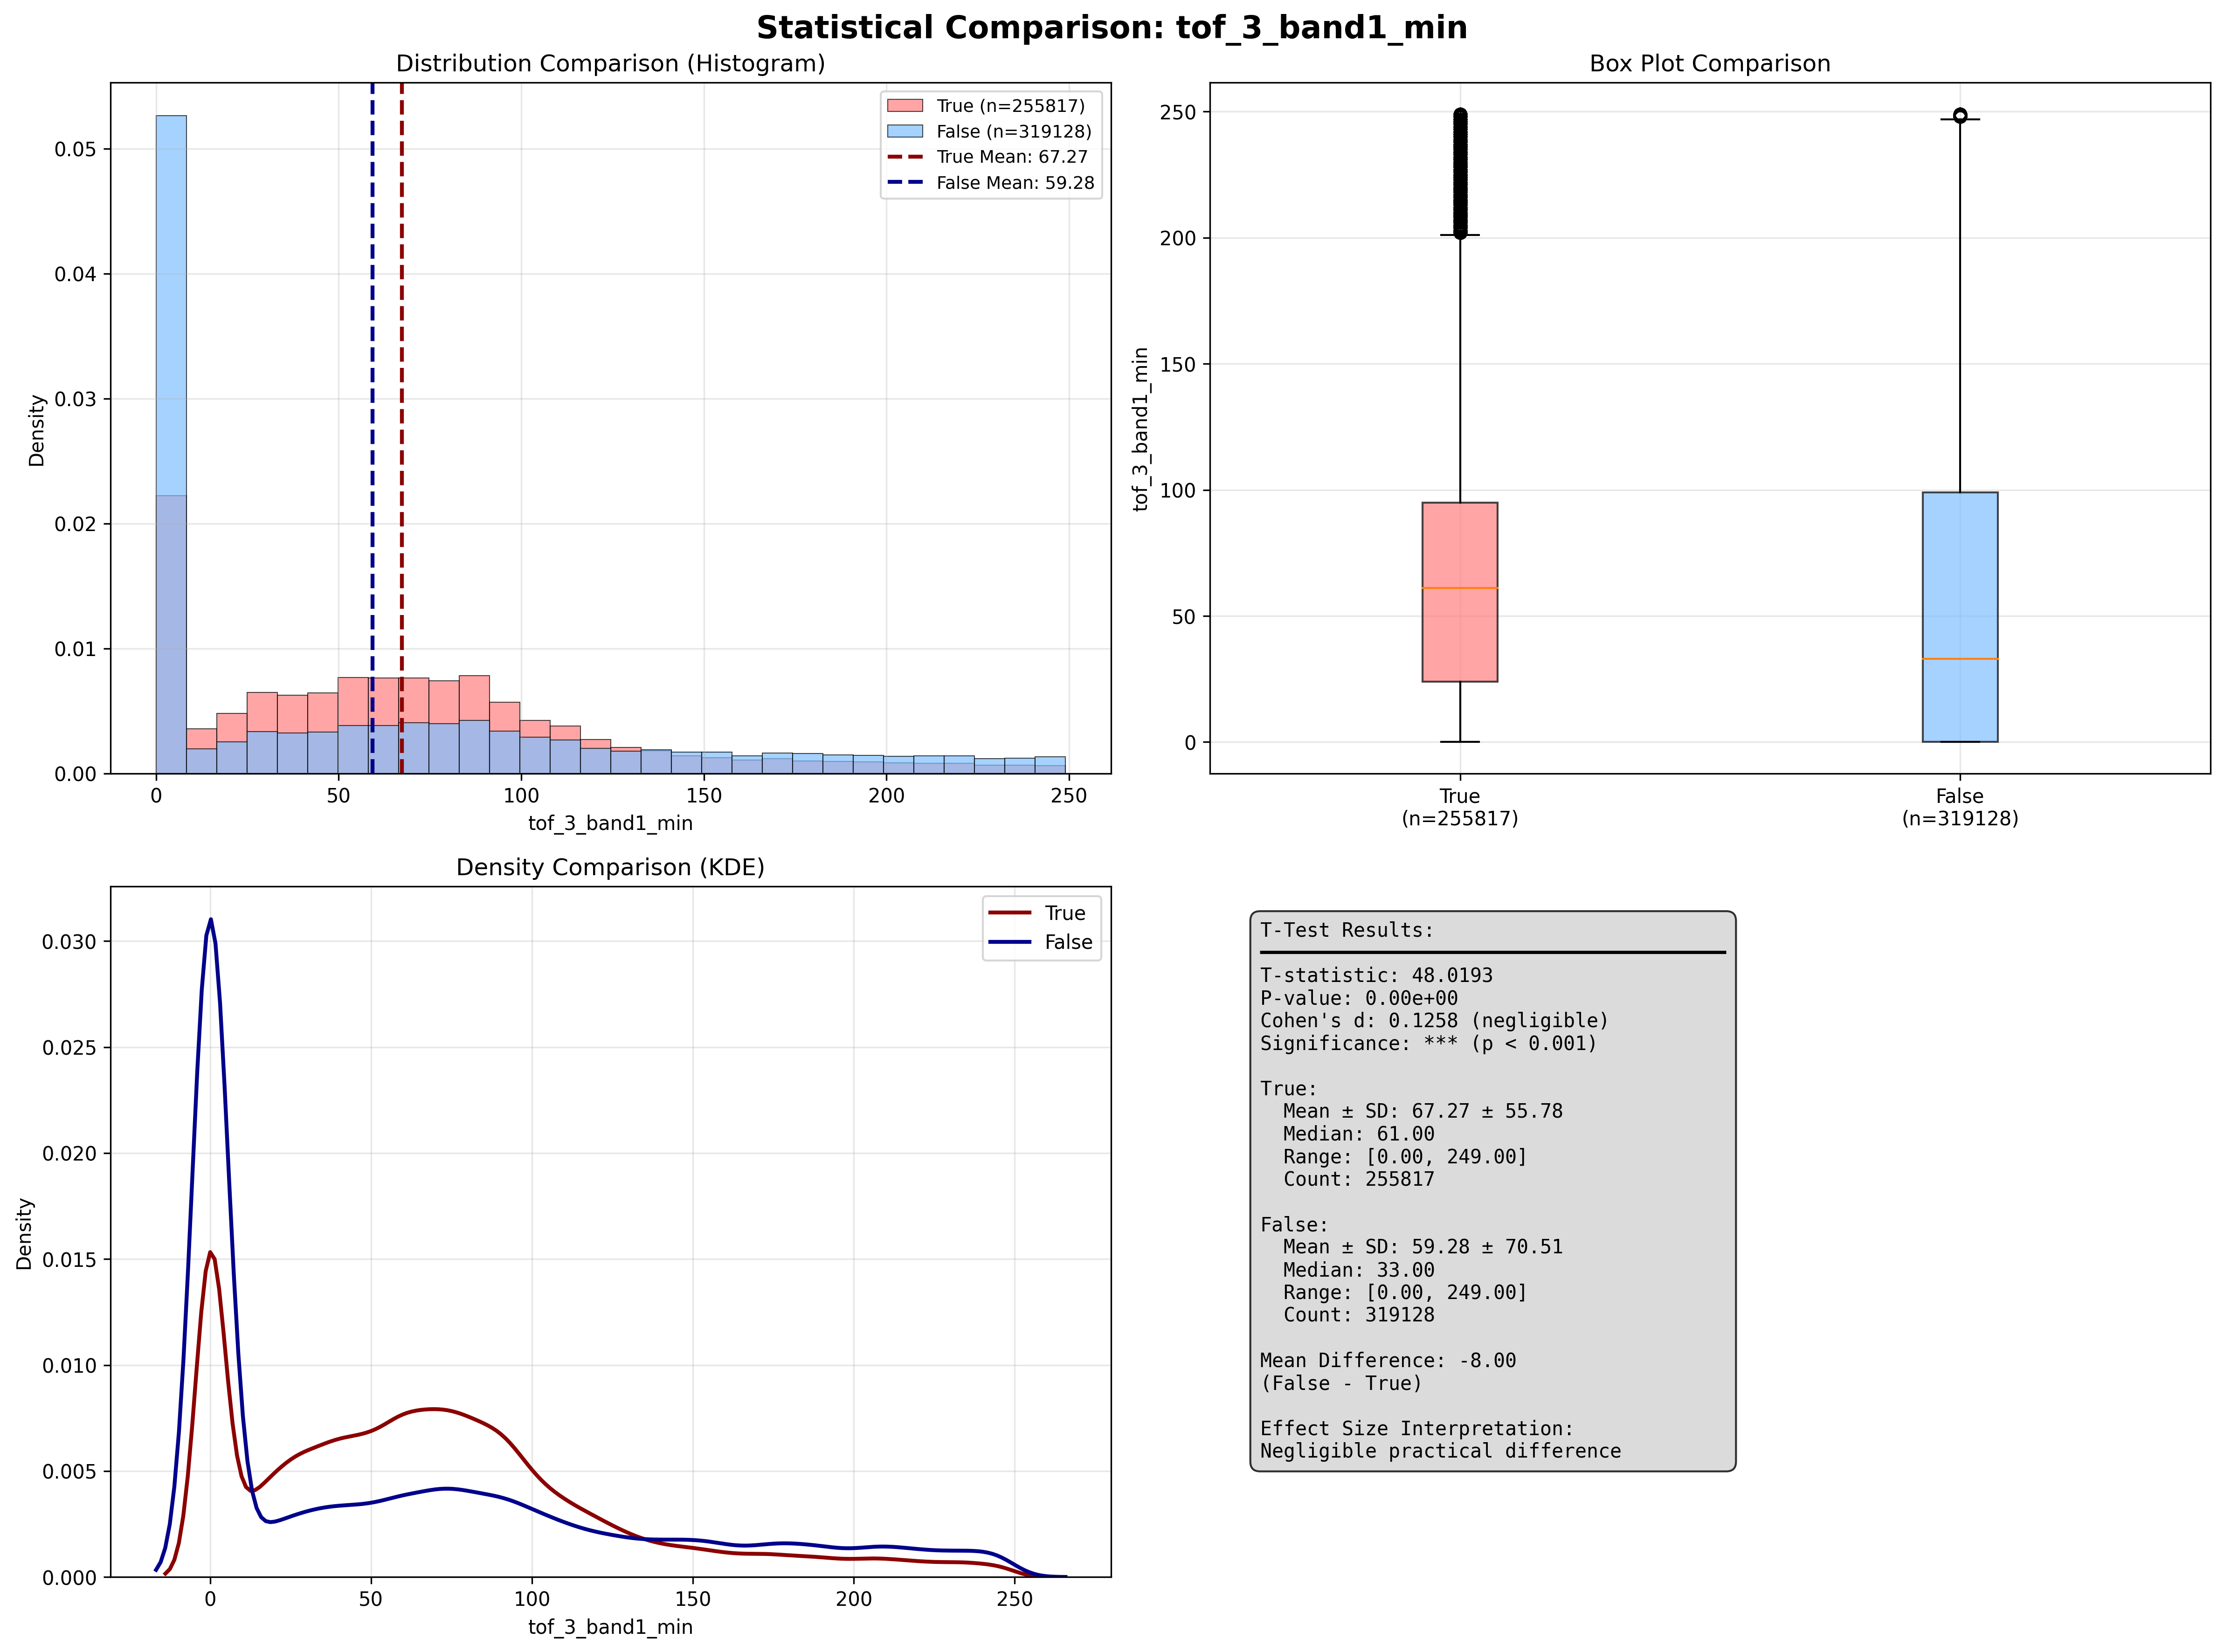 Statistical Comparison: tof_3_band1_min
Distribution Comparison (Histogram)
Density
0.05
0.04
0.03
0.02
0.01
0.00
0
50
100
150
200
250
tof_3_band1_min
True (n=255817)
False (n=319128)
True Mean: 67.27
False Mean: 59.28
Box Plot Comparison
tof_3_band1_min
250
200
150
100
50
0
True
(n=255817)
False
(n=319128)
Density Comparison (KDE)
Density
0.030
0.025
0.020
0.015
0.010
0.005
0.000
0
50
100
150
200
250
tof_3_band1_min
True
False
T-Test Results:
T-statistic: 48.0193
P-value: 0.00e+00
Cohen's d: 0.1258 (negligible)
Significance: *** (p < 0.001)
True:
Mean ± SD: 67.27 ± 55.78
Median: 61.00
Range: [0.00, 249.00]
Count: 255817
False:
Mean ± SD: 59.28 ± 70.51
Median: 33.00
Range: [0.00, 249.00]
Count: 319128
Mean Difference: -8.00
(False - True)
Effect Size Interpretation:
Negligible practical difference